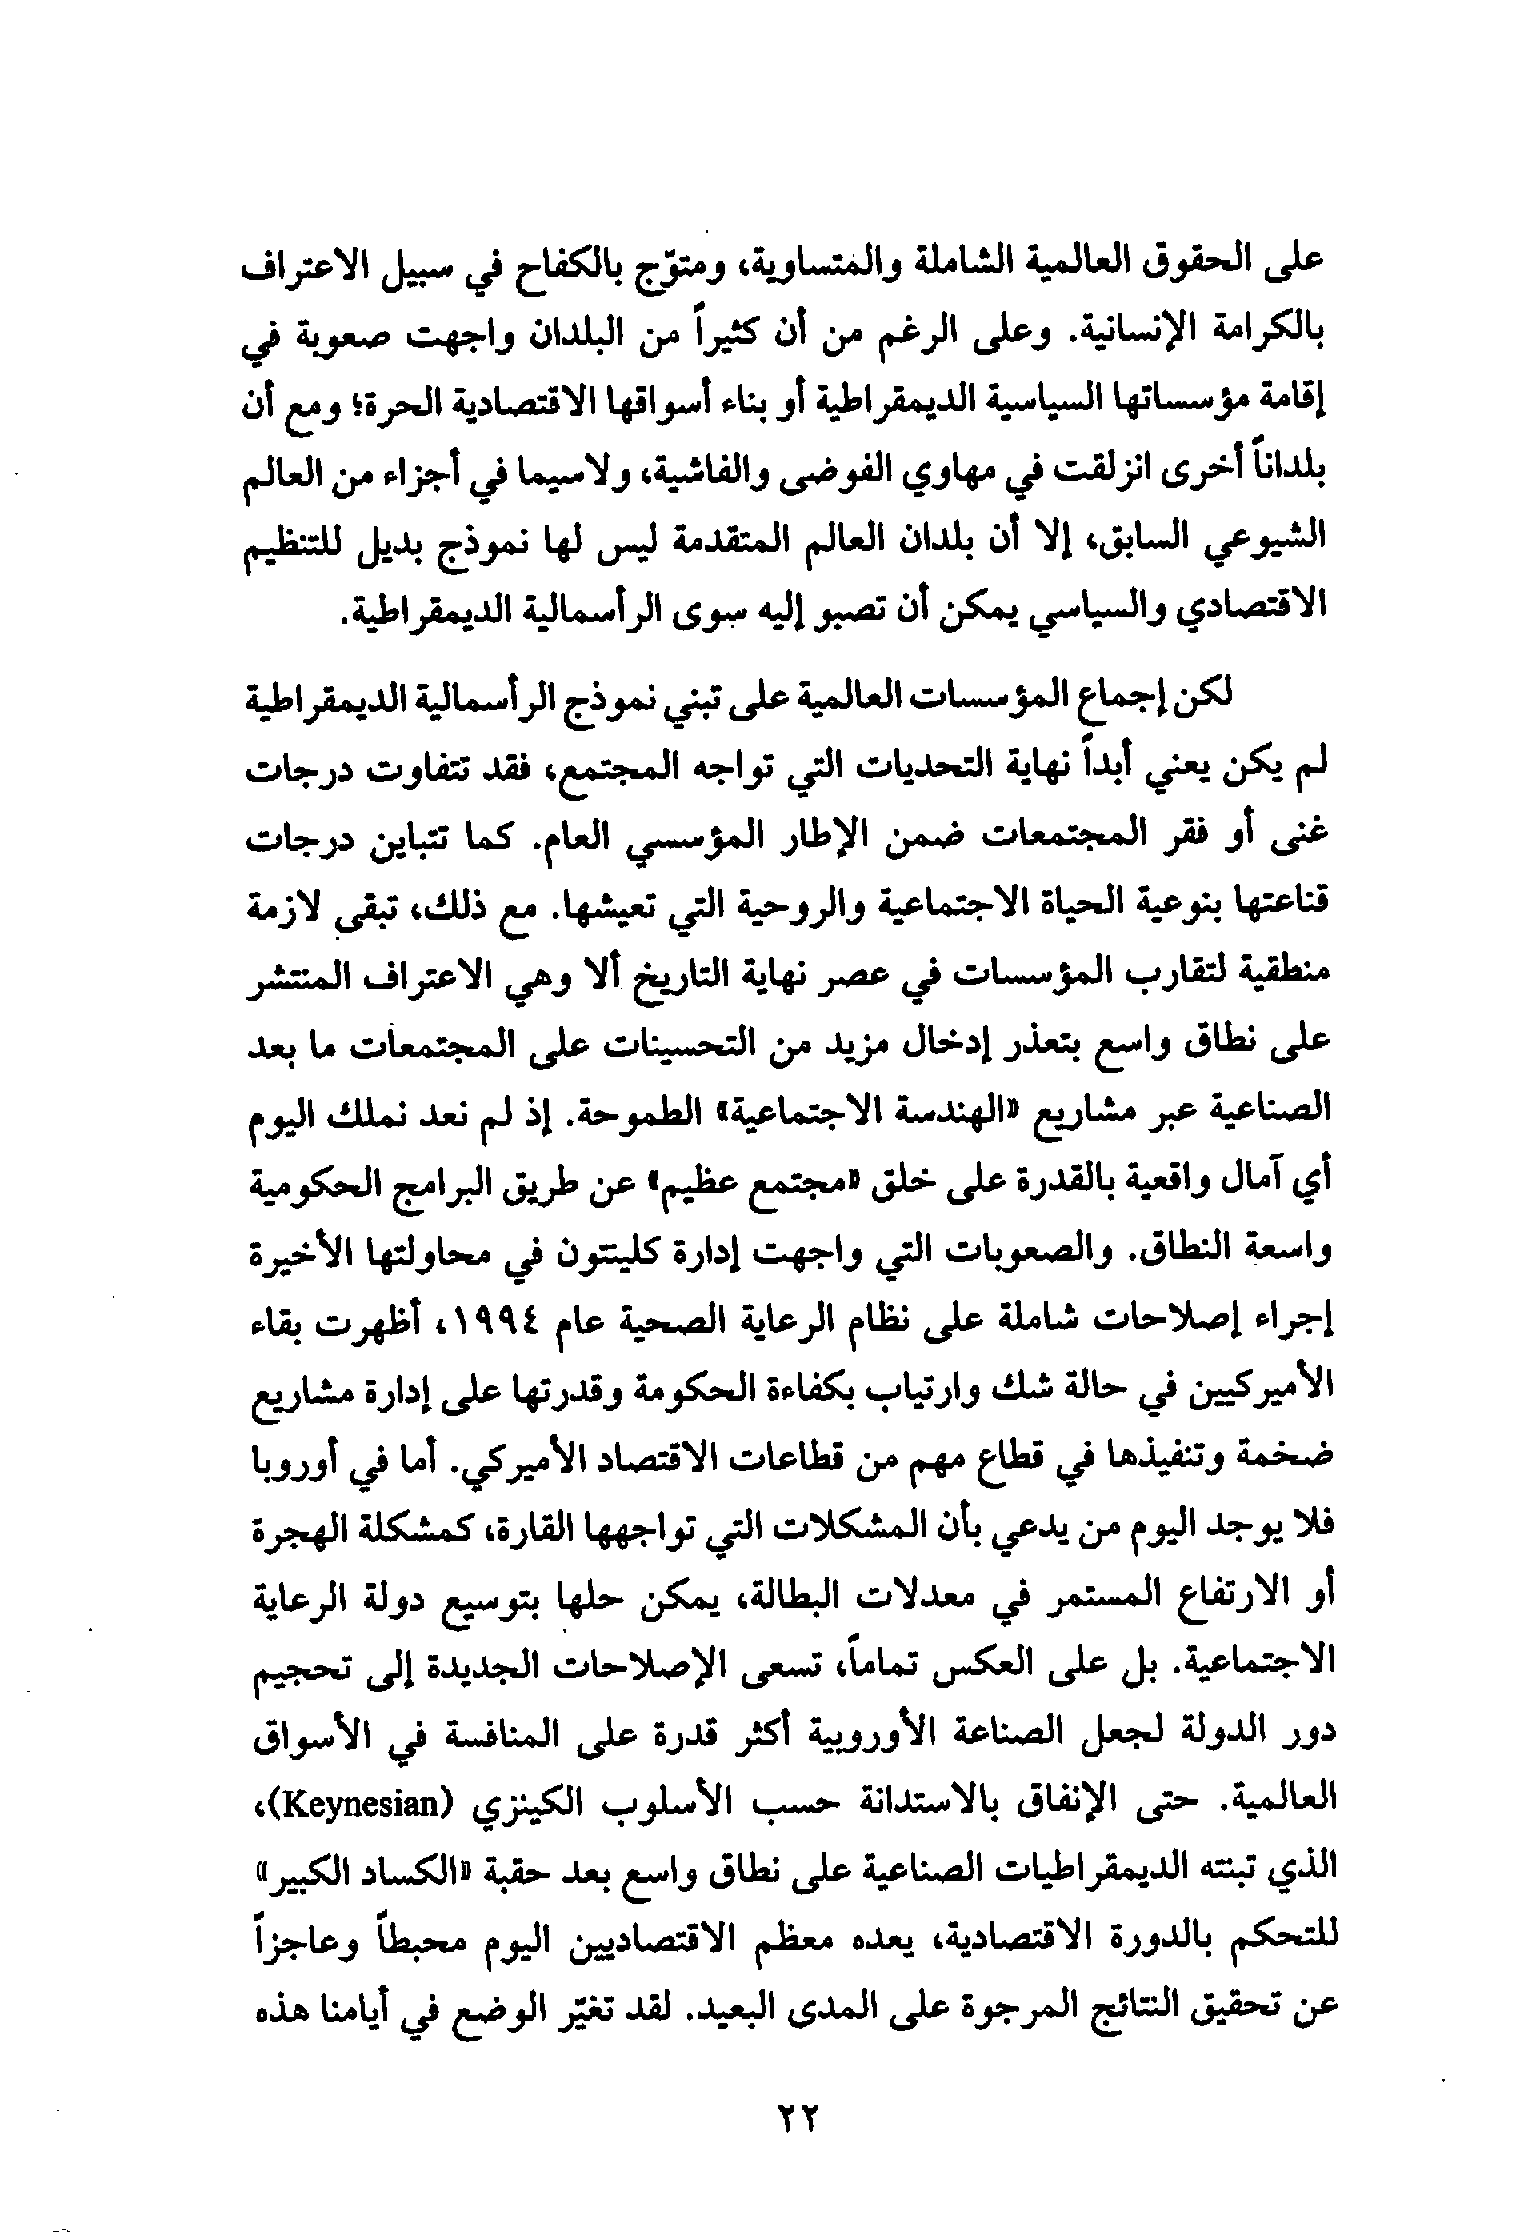 على الحقوق العالمية الشاملة والمتساوية، ومتوّج بالكفاح في سبيل الاعتراف
بالكرامة الإنسانية. وعلى الرغم من أن كثيراً من البلدان واجهت صعوبة في
إقامة مؤسساتها السياسية الديمقراطية أو بناء أسواقها الاقتصادية الحرة؛ ومع أن
بلداناً أخرى انزلقت في مهاوي الفوضى والفاشية، ولاسيما في أجزاء من العالم
الشيوعي السابق، إلا أن بلدان العالم المتقدمة ليس لها نموذج بديل للتنظيم
الاقتصادي والسياسي يمكن أن تصبو إليه سوى الرأسمالية الديمقراطية.
لكن إجماع المؤسسات العالمية على تبني نموذج الرأسمالية الديمقراطية
لم يكن يعني أبداً نهاية التحديات التي تواجه المجتمع، فقد تتفاوت درجات
غنى أو فقر المجتمعات ضمن الإطار المؤسسي العام. كما تتباين درجات
قناعتها بنوعية الحياة الاجتماعية والروحية التي تعيشها. مع ذلك، تبقى لازمة
منطقية لتقارب المؤسسات في عصر نهاية التاريخ ألا وهي الاعتراف المنتشر
على نطاق واسع بتعذر إدخال مزيد من التحسينات على المجتمعات ما بعد
الصناعية عبر مشاريع «الهندسة الاجتماعية» الطموحة. إذ لم نعد نملك اليوم
أي آمال واقعية بالقدرة على خلق «مجتمع عظيم» عن طريق البرامج الحكومية
واسعة النطاق. والصعوبات التي واجهت إدارة كلينتون في محاولتها الأخيرة
إجراء إصلاحات شاملة على نظام الرعاية الصحية عام ١٩٩٤، أظهرت بقاء
الأميركيين في حالة شك وارتياب بكفاءة الحكومة وقدرتها على إدارة مشاريع
ضخمة وتنفيذها في قطاع مهم من قطاعات الاقتصاد الأميركي. أما في أوروبا
فلا يوجد اليوم من يدعي بأن المشكلات التي تواجهها القارة، كمشكلة الهجرة
أو الارتفاع المستمر في معدلات البطالة، يمكن حلها بتوسيع دولة الرعاية
الاجتماعية. بل على العكس تماماً، تسعى الإصلاحات الجديدة إلى تحجيم
دور الدولة لجعل الصناعة الأوروبية أكثر قدرة على المنافسة في الأسواق
العالمية. حتى الإنفاق بالاستدانة حسب الأسلوب الكينزي (Keynesian)،
الذي تبنته الديمقراطيات الصناعية على نطاق واسع بعد حقبة «الكساد الكبير»
للتحكم بالدورة الاقتصادية، يعده معظم الاقتصاديين اليوم محبطاً وعاجزاً
عن تحقيق النتائج المرجوة على المدى البعيد. لقد تغيّر الوضع في أيامنا هذه
٢٢